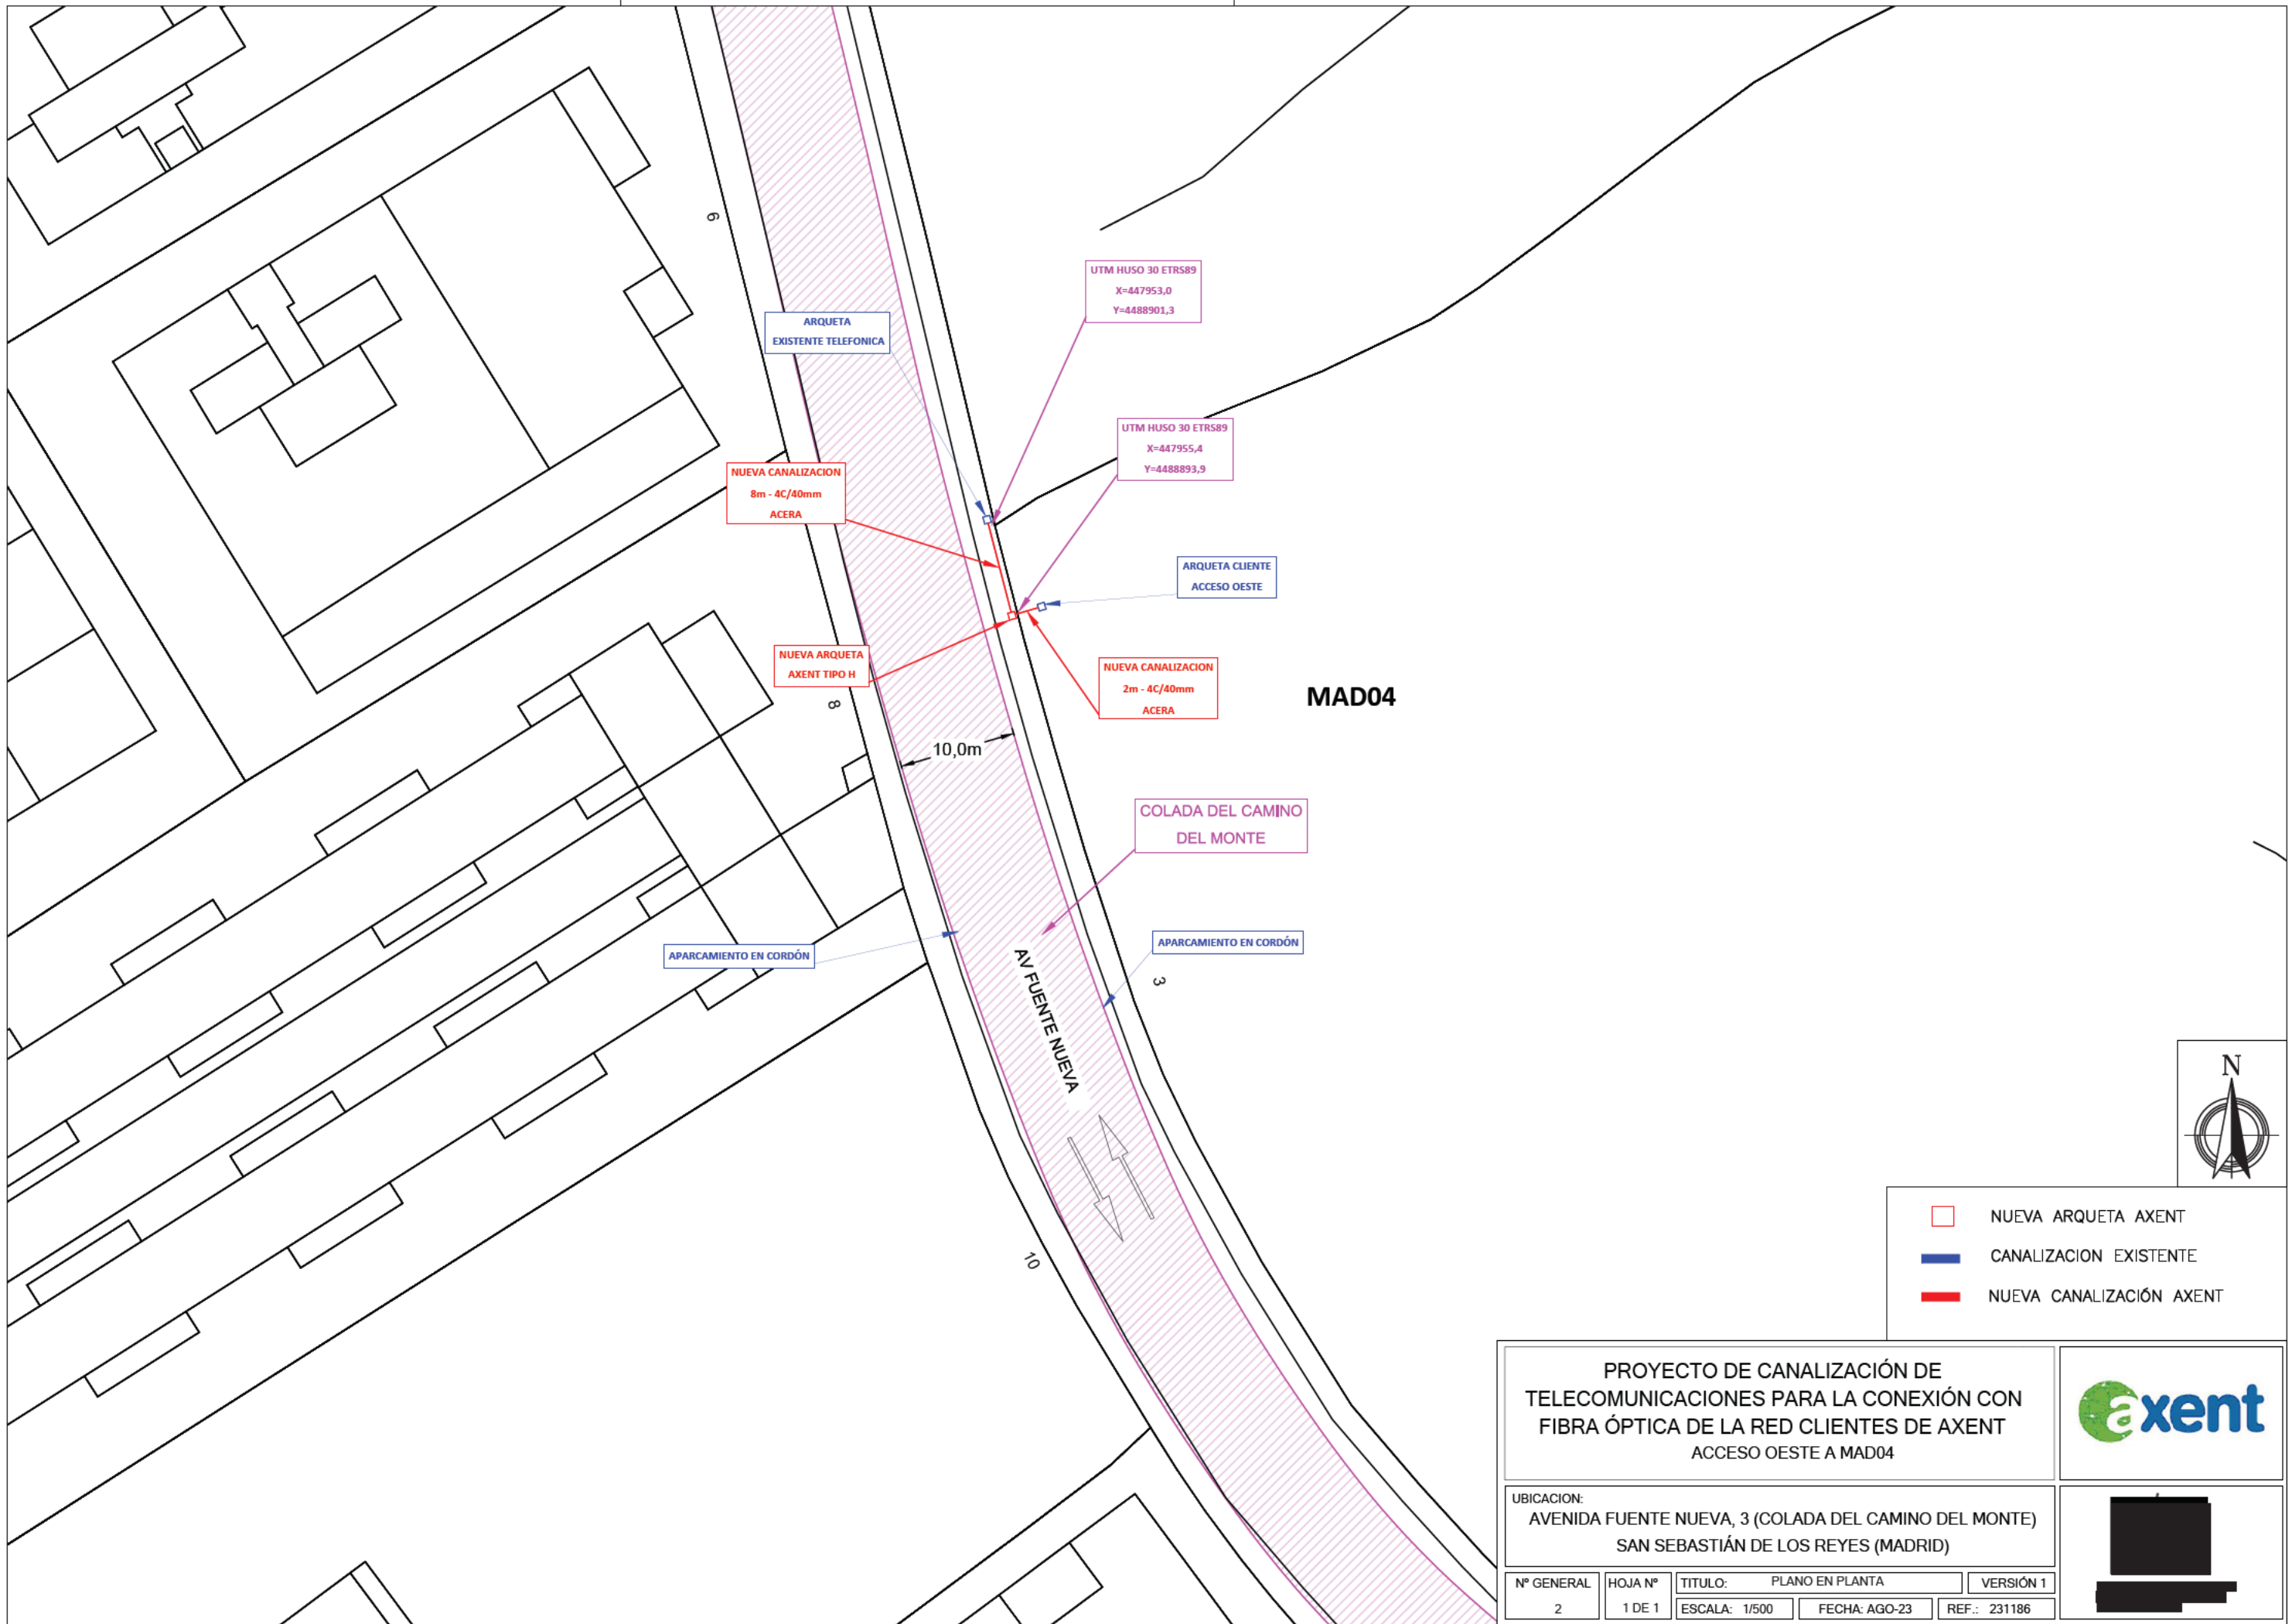 6
UTM HUSO 30 ETRS89
X=447953,0
Y=4488901,3
ARQUETA
EXISTENTE TELEFONICA
UTM HUSO 30 ETRS89
X=447955,4
Y=4488893,9
NUEVA CANALIZACION
8m - 4C/40mm
ACERA
ARQUETA CLIENTE
ACCESO OESTE
NUEVA ARQUETA
AXENT TIPO H
NUEVA CANALIZACION
2m - 4C/40mm
ACERA
MAD04
8
10,0m
COLADA DEL CAMINO
DEL MONTE
APARCAMIENTO EN CORDÓN
APARCAMIENTO EN CORDÓN
AV FUENTE NUEVA
3
10
N
NUEVA ARQUETA AXENT
CANALIZACION EXISTENTE
NUEVA CANALIZACIÓN AXENT
PROYECTO DE CANALIZACIÓN DE
TELECOMUNICACIONES PARA LA CONEXIÓN CON
FIBRA ÓPTICA DE LA RED CLIENTES DE AXENT
ACCESO OESTE A MAD04
axent
UBICACION:
AVENIDA FUENTE NUEVA, 3 (COLADA DEL CAMINO DEL MONTE)
SAN SEBASTIÁN DE LOS REYES (MADRID)
Nº GENERAL
2
HOJA Nº
1 DE 1
TITULO: PLANO EN PLANTA
VERSIÓN 1
ESCALA: 1/500
FECHA: AGO-23
REF.: 231186